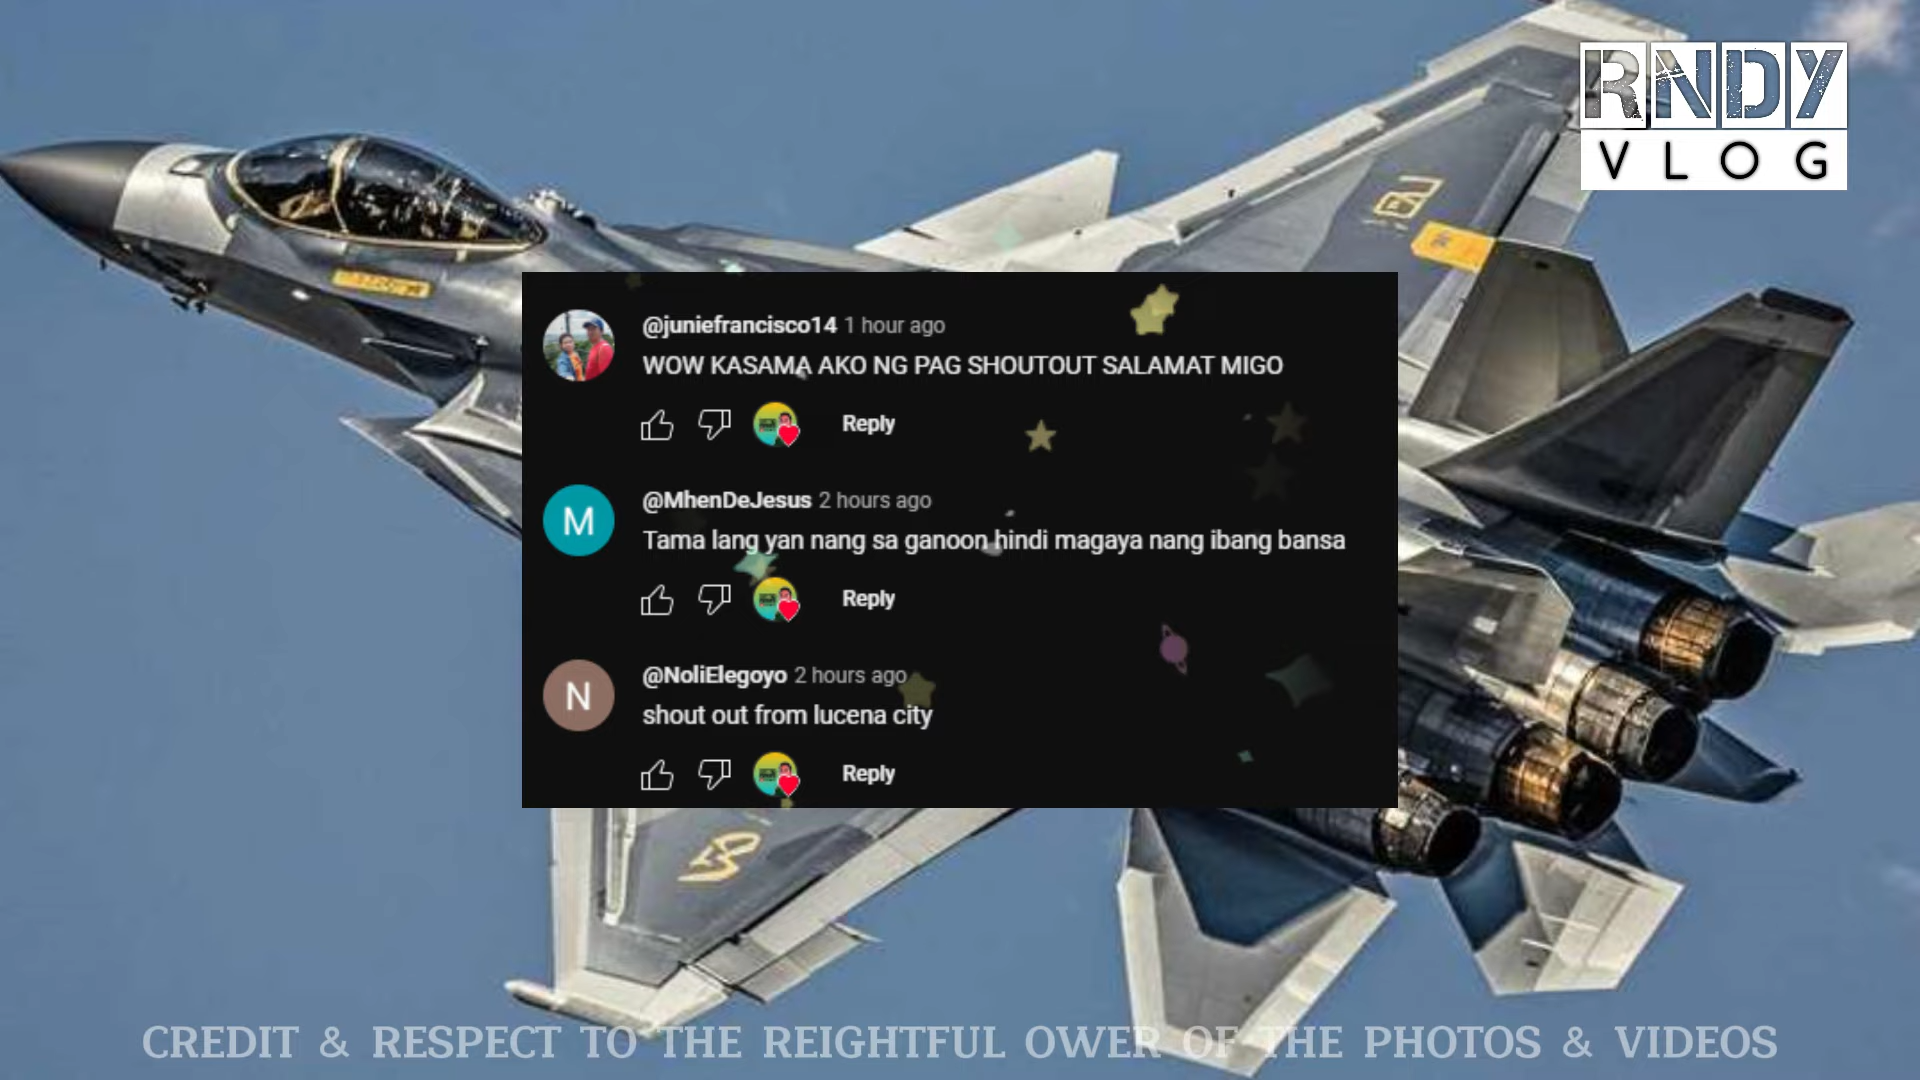 RNDY
VLOG
@juniefrancisco14 1 hour ago
WOW KASAMA AKO NG PAG SHOUTOUT SALAMAT MIGO
Reply
M
@MhenDeJesus 2 hours ago
Tama lang yan nang sa ganoon hindi magaya nang ibang bansa
Reply
N
@NoliElegoyo 2 hours ago
shout out from lucena city
Reply
CREDIT & RESPECT TO THE REIGHTFUL OWER OF THE PHOTOS & VIDEOS